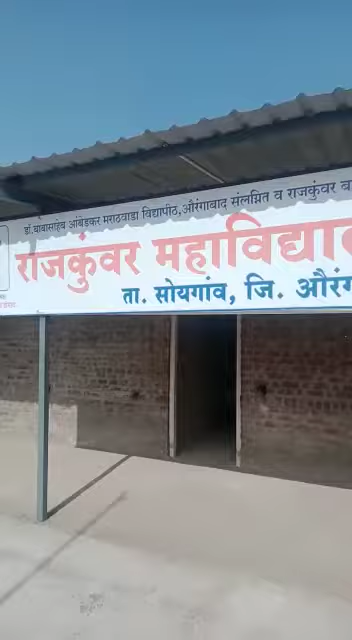 डॉ.बाबासाहेब आंबेडकर मराठवाडा विद्यापीठ,औरंगाबाद संलग्नित व राजकुंवर ब
राजकुंवर महाविद्याल
ता. सोयगांव, जि. औरंग